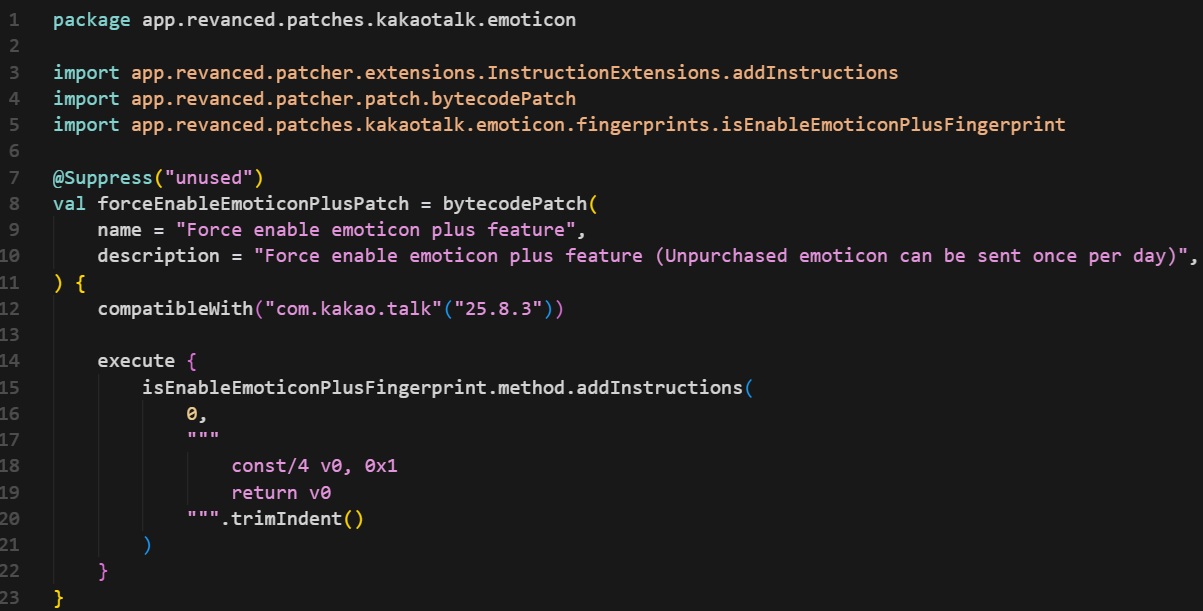 1 package app.revanced.patches.kakaotalk.emoticon
2
3 import app.revanced.patcher.extensions.InstructionExtensions.addInstructions
4 import app.revanced.patcher.patch.bytecodePatch
5 import app.revanced.patches.kakaotalk.emoticon.fingerprints.isEnableEmoticonPlusFingerprint
6
7 @Suppress("unused")
8 val forceEnableEmoticonPlusPatch = bytecodePatch(
9     name = "Force enable emoticon plus feature",
10     description = "Force enable emoticon plus feature (Unpurchased emoticon can be sent once per day)",
11 ) {
12     compatibleWith("com.kakao.talk"("25.8.3"))
13
14     execute {
15         isEnableEmoticonPlusFingerprint.method.addInstructions(
16             0,
17             """
18                 const/4 v0, 0x1
19                 return v0
20             """.trimIndent()
21         )
22     }
23 }